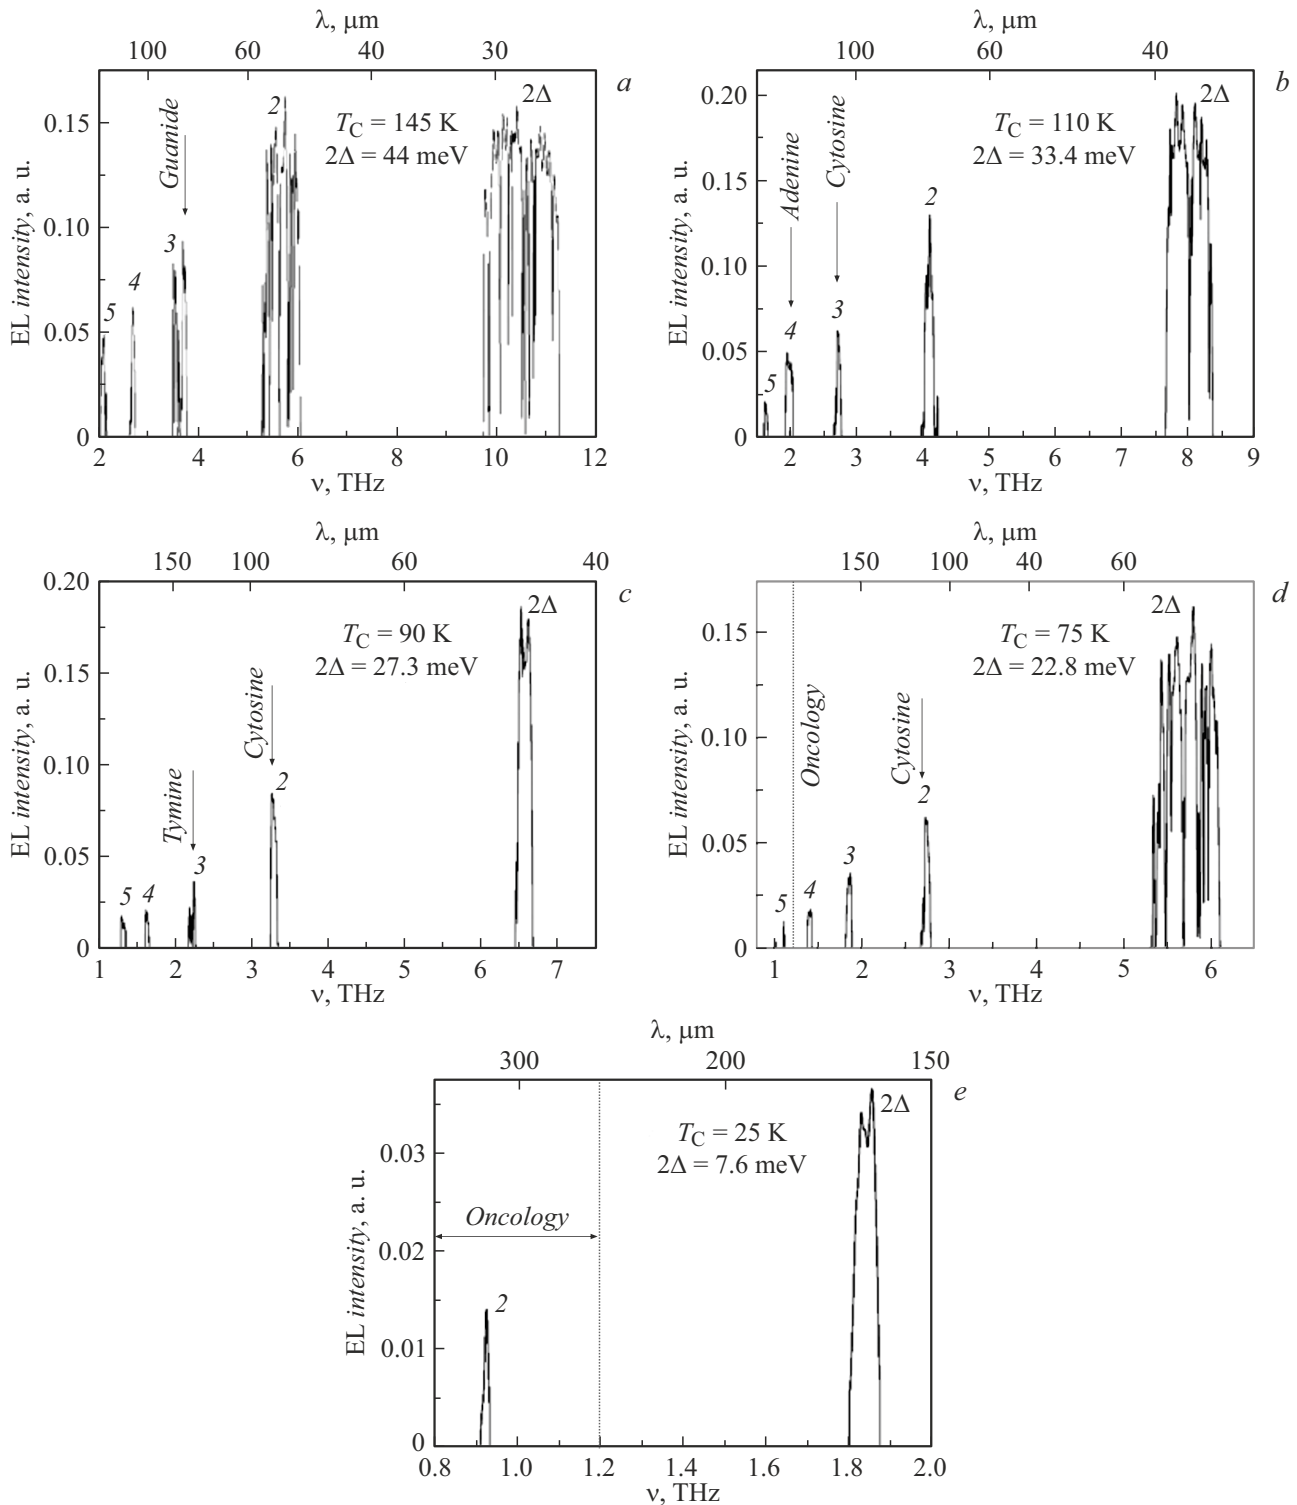 λ, μm
100 60 40 30
a
EL intensity, a. u.
0.15
0.10
0.05
0
Guanide
2
2Δ
T_C = 145 K
2Δ = 44 meV
3
4
5
2 4 6 8 10 12
ν, THz
λ, μm
100 60 40
b
EL intensity, a. u.
0.20
0.15
0.10
0.05
0
Adenine
Cytosine
2Δ
T_C = 110 K
2Δ = 33.4 meV
2
3
4
5
2 3 4 5 6 7 8 9
ν, THz
λ, μm
150 100 60 40
c
EL intensity, a. u.
0.20
0.15
0.10
0.05
0
2Δ
T_C = 90 K
2Δ = 27.3 meV
Cytosine
Tymine
2
3
5 4
1 2 3 4 5 6 7
ν, THz
λ, μm
150 100 80 60
d
EL intensity, a. u.
0.15
0.10
0.05
0
2Δ
T_C = 75 K
2Δ = 22.8 meV
Oncology
Cytosine
2
3
4
5
1 2 3 4 5 6
ν, THz
λ, μm
300 200 150
e
EL intensity, a. u.
0.03
0.02
0.01
0
2Δ
T_C = 25 K
2Δ = 7.6 meV
Oncology
2
0.8 1.0 1.2 1.4 1.6 1.8 2.0
ν, THz